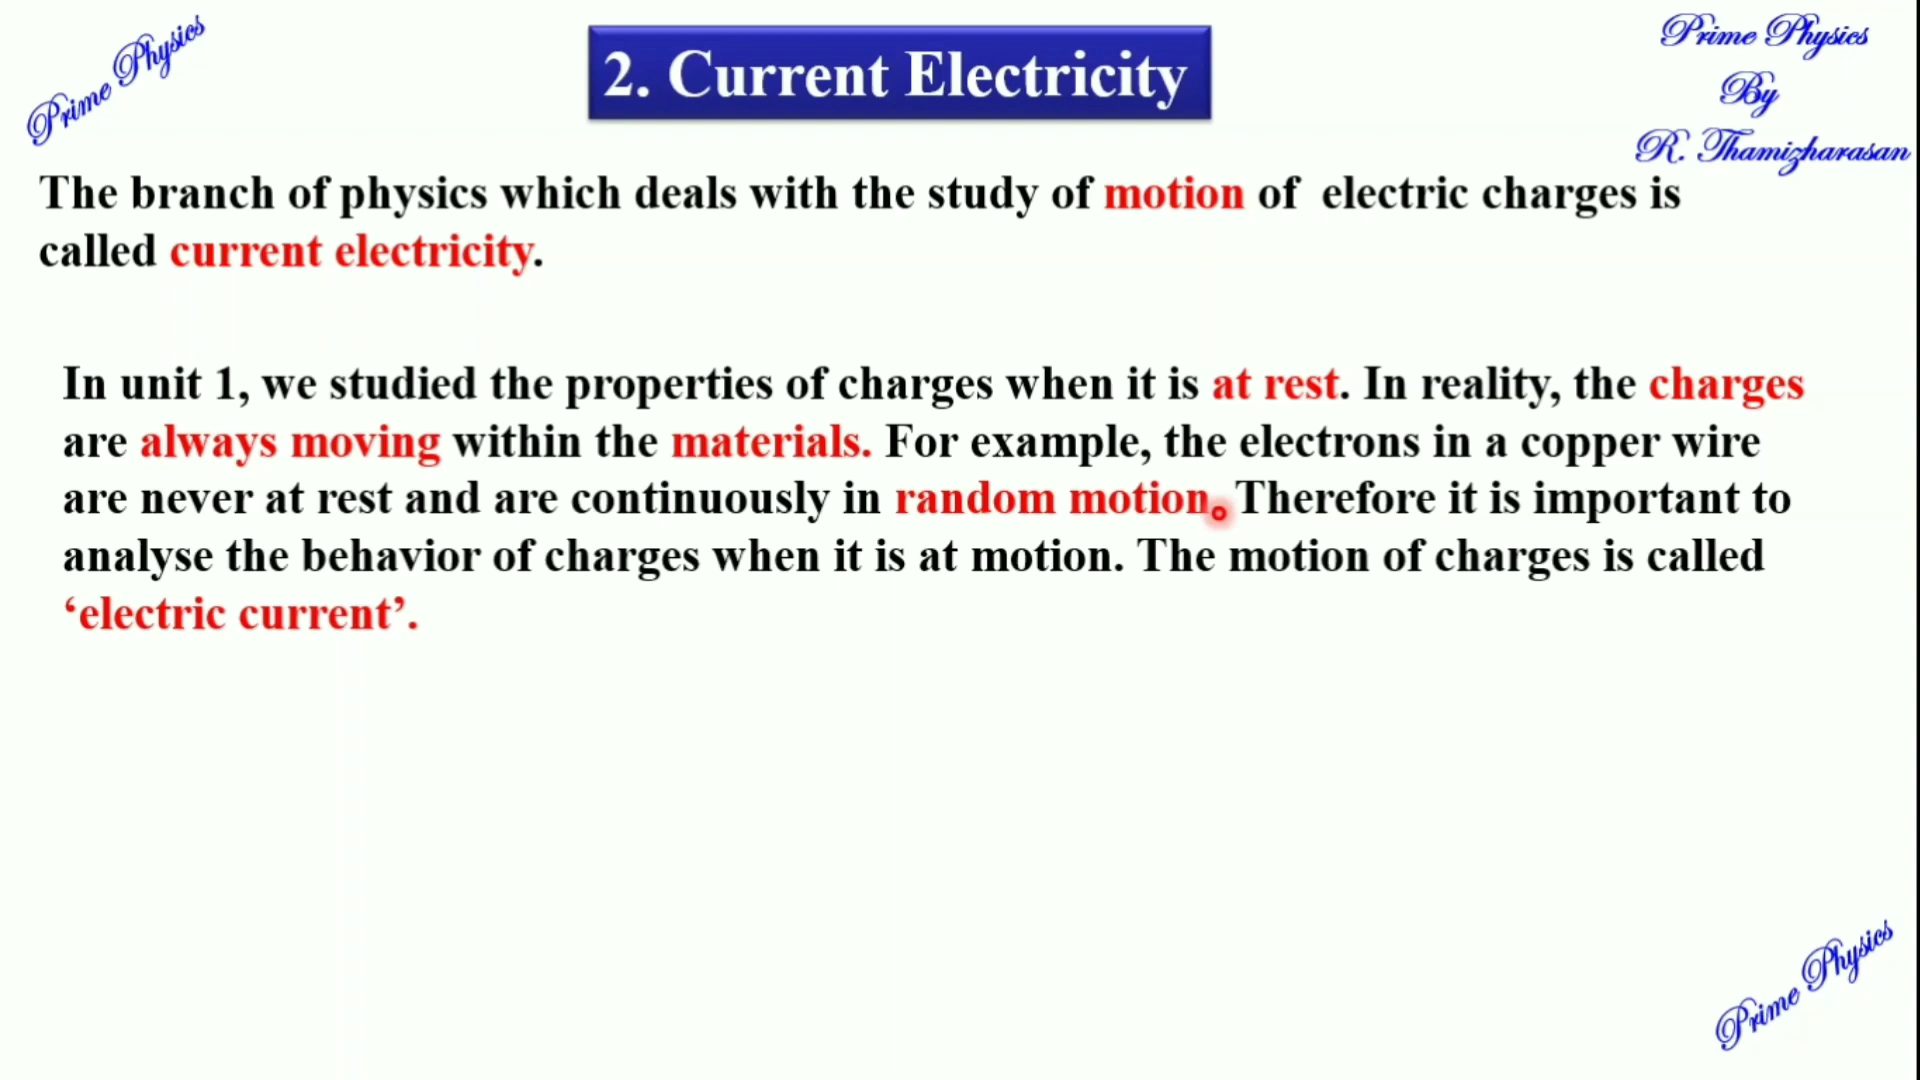 Prime Physics
2. Current Electricity
Prime Physics
By
R. Thamizharasan
The branch of physics which deals with the study of motion of electric charges is
called current electricity.
In unit 1, we studied the properties of charges when it is at rest. In reality, the charges
are always moving within the materials. For example, the electrons in a copper wire
are never at rest and are continuously in random motion. Therefore it is important to
analyse the behavior of charges when it is at motion. The motion of charges is called
‘electric current’.
Prime Physics